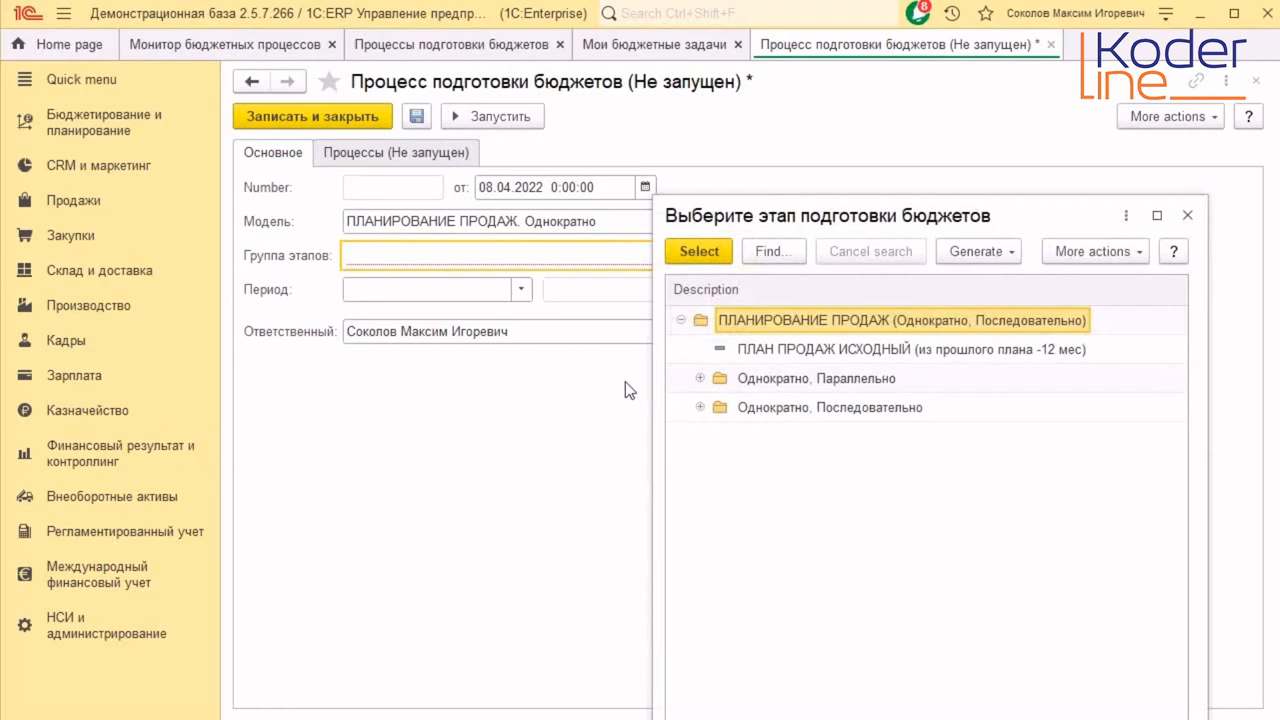 1С Демонстрационная база 2.5.7.266 / 1С:ERP Управление предпр... (1C:Enterprise) Search Ctrl+Shift+F 8 Соколов Максим Игоревич
Home page Монитор бюджетных процессов × Процессы подготовки бюджетов × Мои бюджетные задачи × Процесс подготовки бюджетов (Не запущен) * ×
Koder
line
Quick menu
Бюджетирование и
планирование
CRM и маркетинг
Продажи
Закупки
Склад и доставка
Производство
Кадры
Зарплата
Казначейство
Финансовый результат и
контроллинг
Внеоборотные активы
Регламентированный учет
Международный
финансовый учет
НСИ и
администрирование
Процесс подготовки бюджетов (Не запущен) *
Записать и закрыть Запустить More actions ?
Основное Процессы (Не запущен)
Number: от: 08.04.2022 0:00:00
Модель: ПЛАНИРОВАНИЕ ПРОДАЖ. Однократно
Группа этапов:
Период:
Ответственный: Соколов Максим Игоревич
Выберите этап подготовки бюджетов
Select Find... Cancel search Generate More actions ?
Description
ПЛАНИРОВАНИЕ ПРОДАЖ (Однократно, Последовательно)
ПЛАН ПРОДАЖ ИСХОДНЫЙ (из прошлого плана -12 мес)
Однократно, Параллельно
Однократно, Последовательно